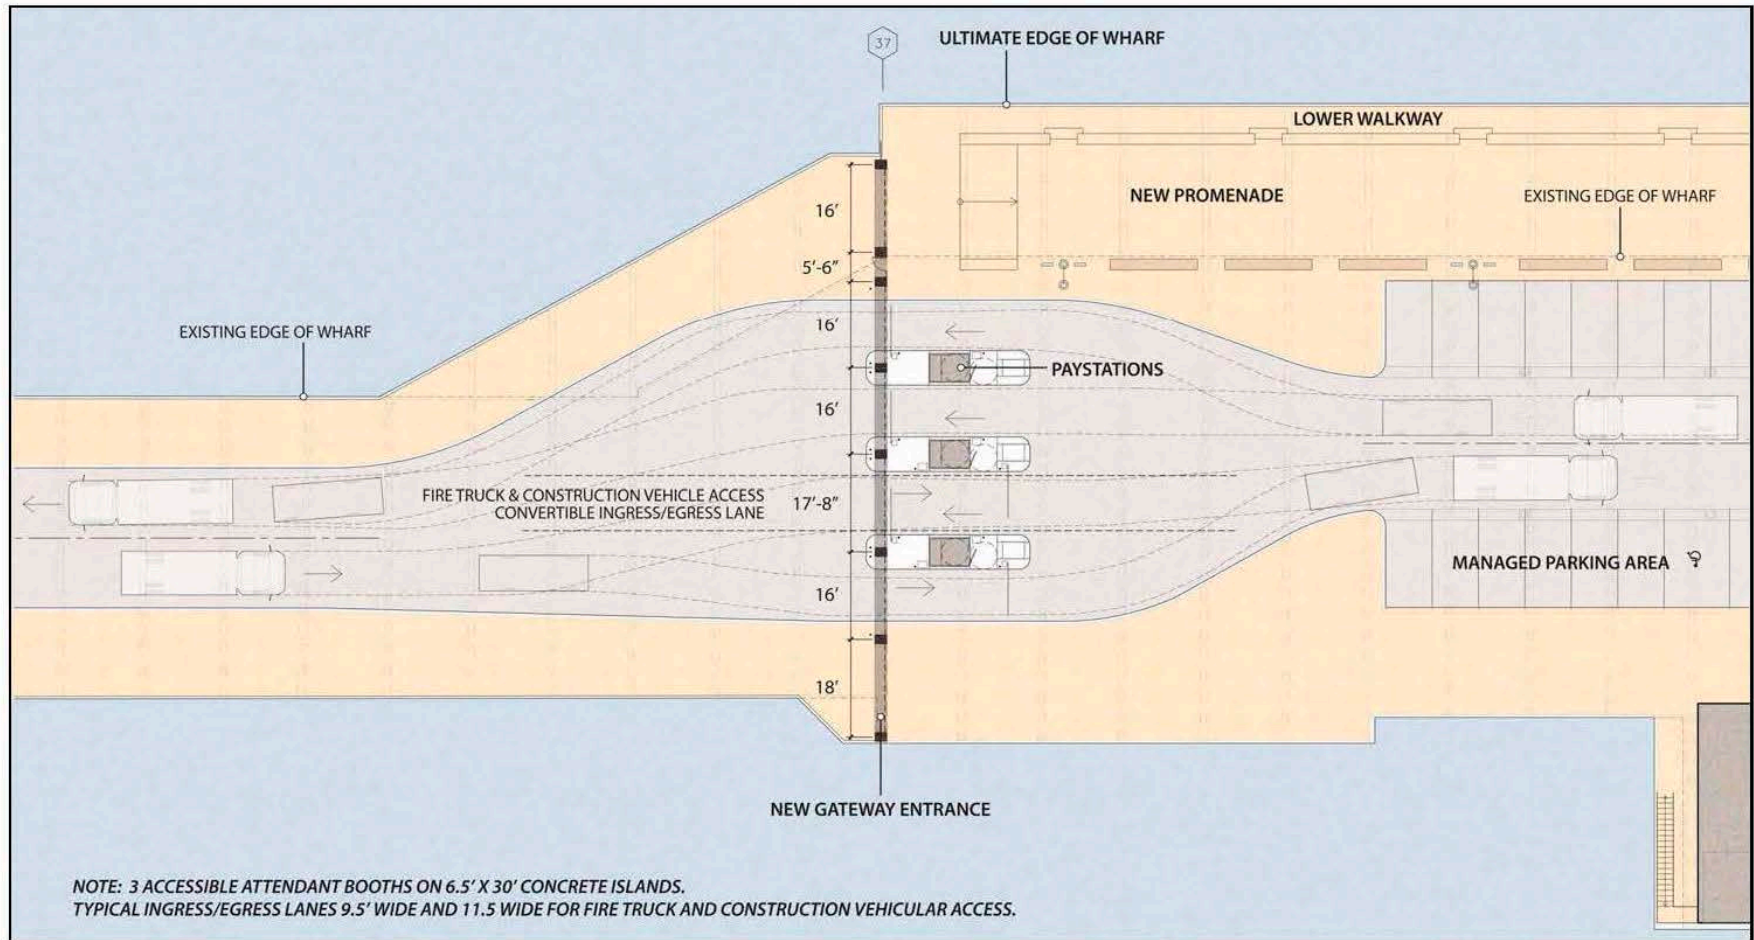 37
ULTIMATE EDGE OF WHARF
LOWER WALKWAY
NEW PROMENADE
EXISTING EDGE OF WHARF
16'
5'-6"
16'
EXISTING EDGE OF WHARF
PAYSTATIONS
16'
FIRE TRUCK & CONSTRUCTION VEHICLE ACCESS
CONVERTIBLE INGRESS/EGRESS LANE
17'-8"
MANAGED PARKING AREA
16'
18'
NEW GATEWAY ENTRANCE
NOTE: 3 ACCESSIBLE ATTENDANT BOOTHS ON 6.5' X 30' CONCRETE ISLANDS.
TYPICAL INGRESS/EGRESS LANES 9.5' WIDE AND 11.5 WIDE FOR FIRE TRUCK AND CONSTRUCTION VEHICULAR ACCESS.